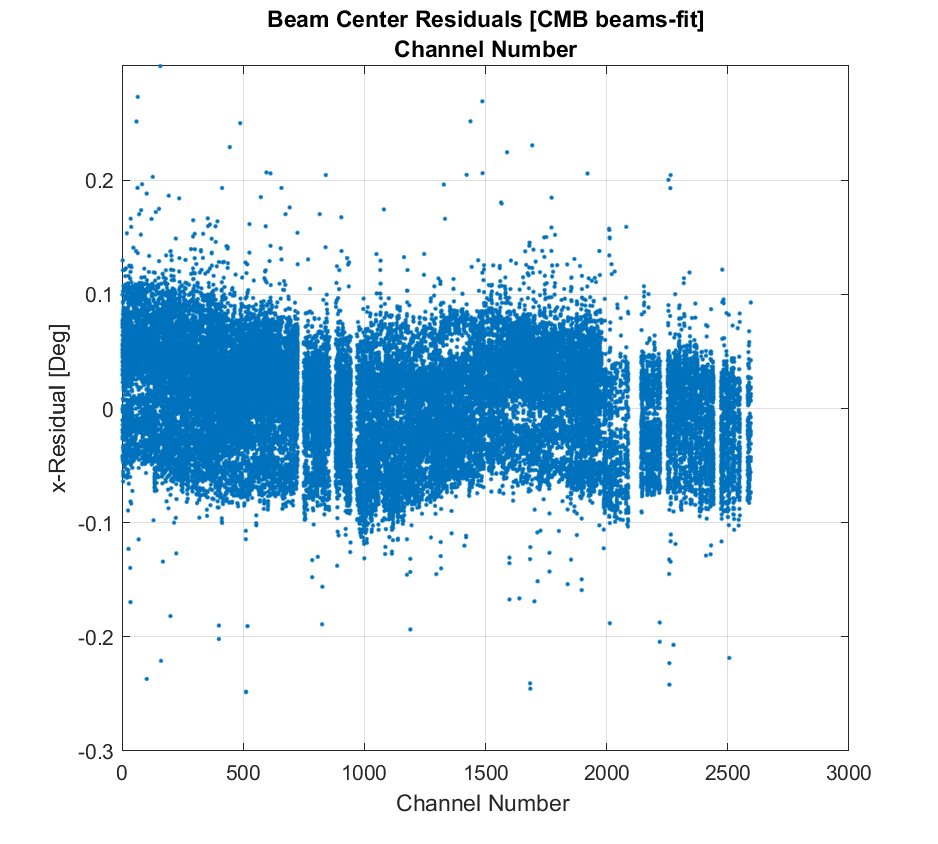 Beam Center Residuals [CMB beams-fit]
Channel Number
x-Residual [Deg]
0.2
0.1
0
-0.1
-0.2
-0.3
0 500 1000 1500 2000 2500 3000
Channel Number